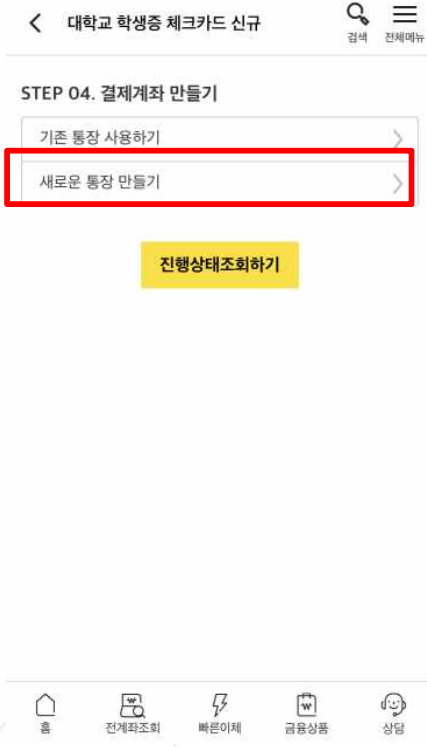 대학교 학생증 체크카드 신규
검색 전체메뉴
STEP 04. 결제계좌 만들기
기존 통장 사용하기
새로운 통장 만들기
진행상태조회하기
홈 전계좌조회 빠른이체 금융상품 상담